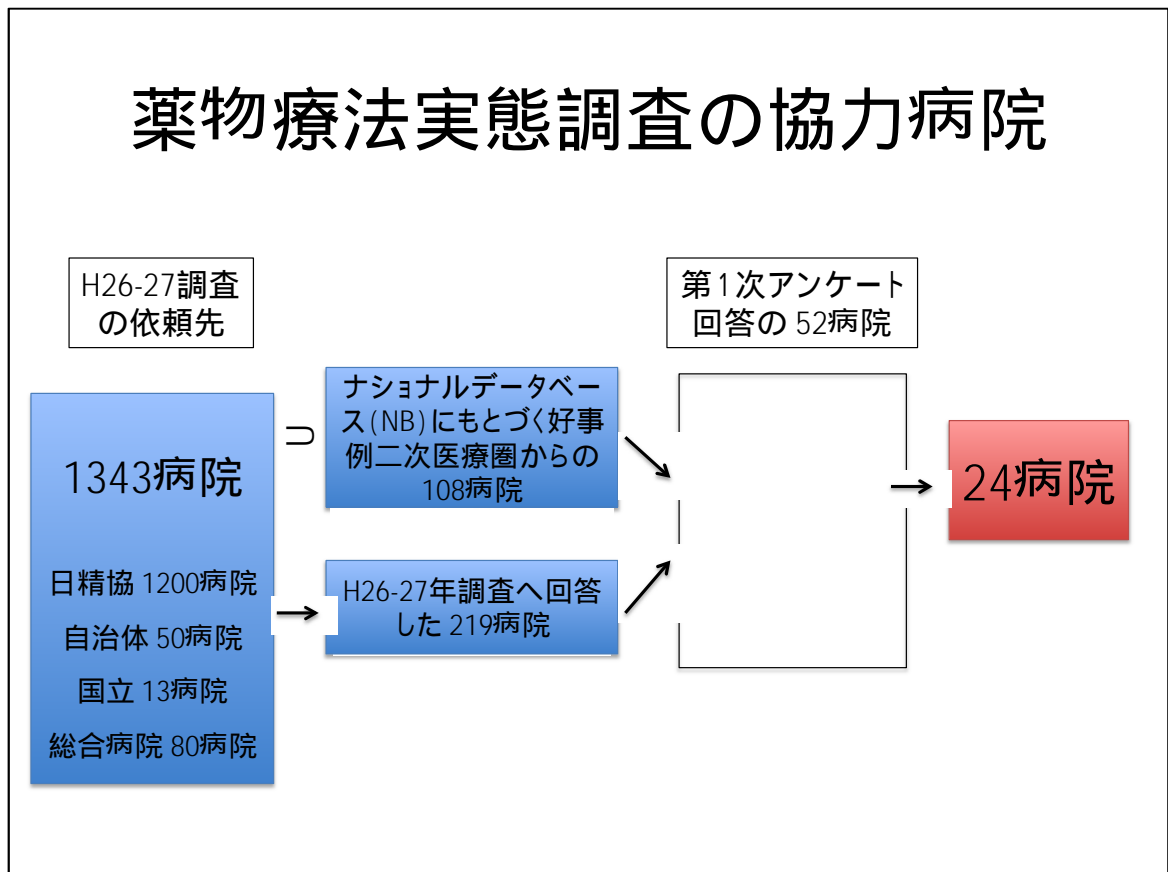 薬物療法実態調査の協力病院
H26-27調査
の依頼先
第1次アンケート
回答の 52病院
1343病院
日精協 1200病院
自治体 50病院
国立 13病院
総合病院 80病院
⊃
ナショナルデータベー
ス(NB)にもとづく好事
例二次医療圏からの
108病院
H26-27年調査へ回答
した 219病院
24病院